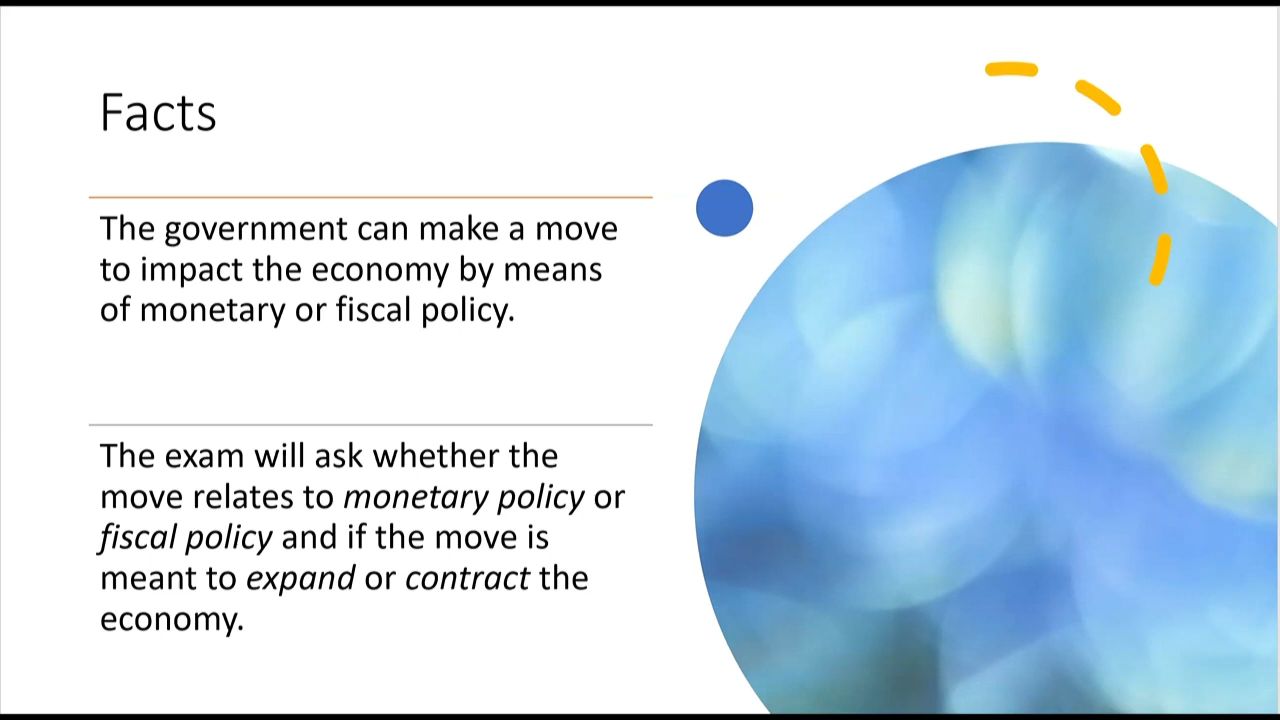 Facts
The government can make a move
to impact the economy by means
of monetary or fiscal policy.
The exam will ask whether the
move relates to monetary policy or
fiscal policy and if the move is
meant to expand or contract the
economy.